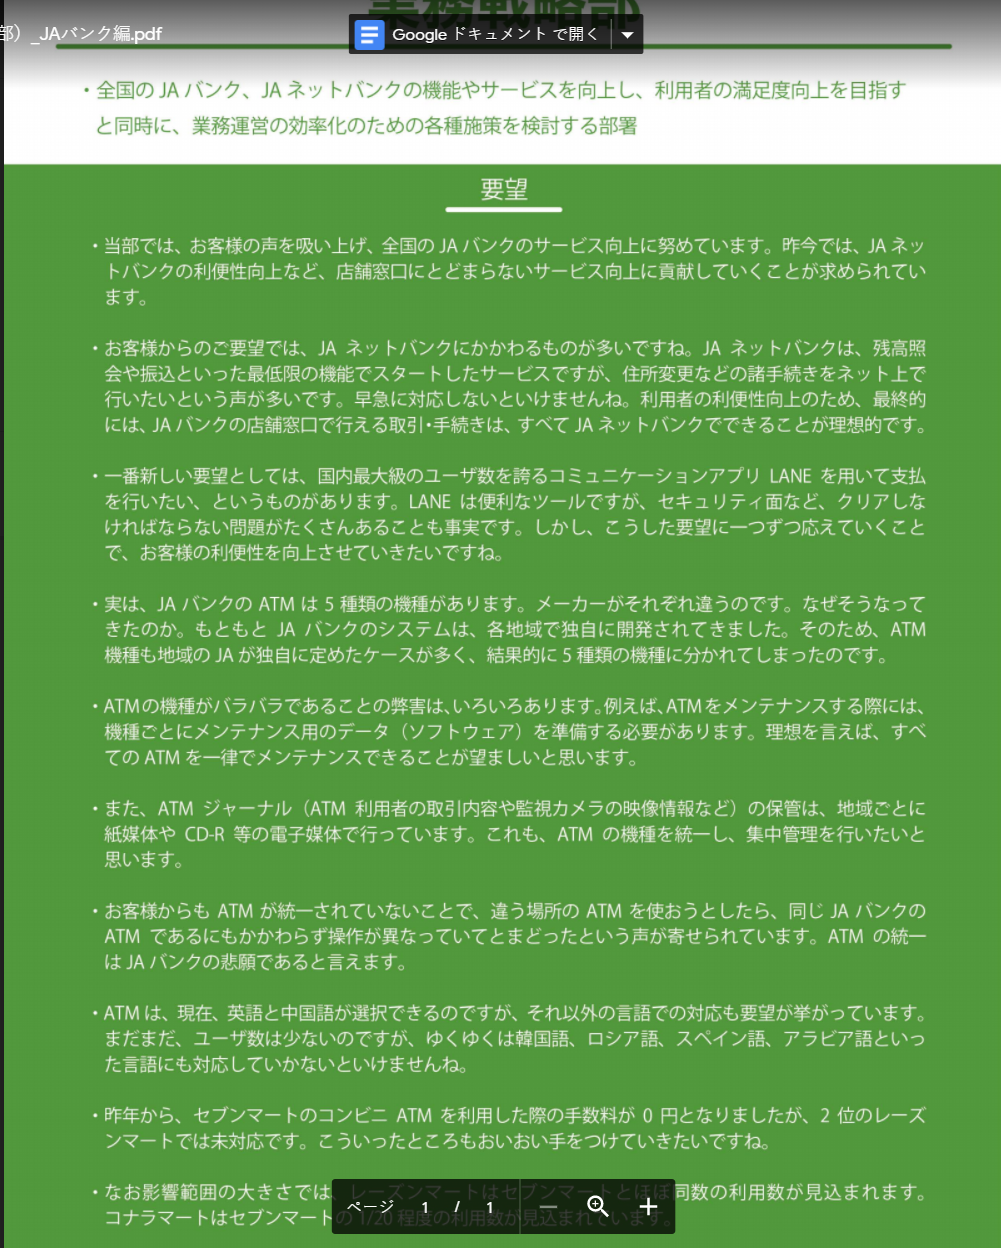 業務戦略部
部）_JAバンク編.pdf
Google ドキュメント で開く
・全国の JA バンク、JA ネットバンクの機能やサービスを向上し、利用者の満足度向上を目指す
と同時に、業務運営の効率化のための各種施策を検討する部署
要望
・当部では、お客様の声を吸い上げ、全国の JA バンクのサービス向上に努めています。昨今では、JA ネッ
トバンクの利便性向上など、店舗窓口にとどまらないサービス向上に貢献していくことが求められてい
ます。
・お客様からのご要望では、JA ネットバンクにかかわるものが多いですね。JA ネットバンクは、残高照
会や振込といった最低限の機能でスタートしたサービスですが、住所変更などの諸手続きをネット上で
行いたいという声が多いです。早急に対応しないといけませんね。利用者の利便性向上のため、最終的
には、JA バンクの店舗窓口で行える取引・手続きは、すべて JA ネットバンクでできることが理想的です。
・一番新しい要望としては、国内最大級のユーザ数を誇るコミュニケーションアプリ LANE を用いて支払
を行いたい、というものがあります。LANE は便利なツールですが、セキュリティ面など、クリアしな
ければならない問題がたくさんあることも事実です。しかし、こうした要望に一つずつ応えていくこと
で、お客様の利便性を向上させていきたいですね。
・実は、JA バンクの ATM は 5 種類の機種があります。メーカーがそれぞれ違うのです。なぜそうなって
きたのか。もともと JA バンクのシステムは、各地域で独自に開発されてきました。そのため、ATM
機種も地域の JA が独自に定めたケースが多く、結果的に 5 種類の機種に分かれてしまったのです。
・ATMの機種がバラバラであることの弊害は、いろいろあります。例えば、ATMをメンテナンスする際には、
機種ごとにメンテナンス用のデータ（ソフトウェア）を準備する必要があります。理想を言えば、すべ
ての ATM を一律でメンテナンスできることが望ましいと思います。
・また、ATM ジャーナル（ATM 利用者の取引内容や監視カメラの映像情報など）の保管は、地域ごとに
紙媒体や CD-R 等の電子媒体で行っています。これも、ATM の機種を統一し、集中管理を行いたいと
思います。
・お客様からも ATM が統一されていないことで、違う場所の ATM を使おうとしたら、同じ JA バンクの
ATM であるにもかかわらず操作が異なっていてとまどったという声が寄せられています。ATM の統一
は JA バンクの悲願であると言えます。
・ATM は、現在、英語と中国語が選択できるのですが、それ以外の言語での対応も要望が挙がっています。
まだまだ、ユーザ数は少ないのですが、ゆくゆくは韓国語、ロシア語、スペイン語、アラビア語といっ
た言語にも対応していかないといけませんね。
・昨年から、セブンマートのコンビニ ATM を利用した際の手数料が 0 円となりましたが、2 位のレーズ
ンマートでは未対応です。こういったところもおいおい手をつけていきたいですね。
・なお影響範囲の大きさでは、レーズンマートはセブンマートとほぼ同数の利用数が見込まれます。
コナラマートはセブンマートの 1/20 程度の利用数が見込まれています。
ページ 1 / 1